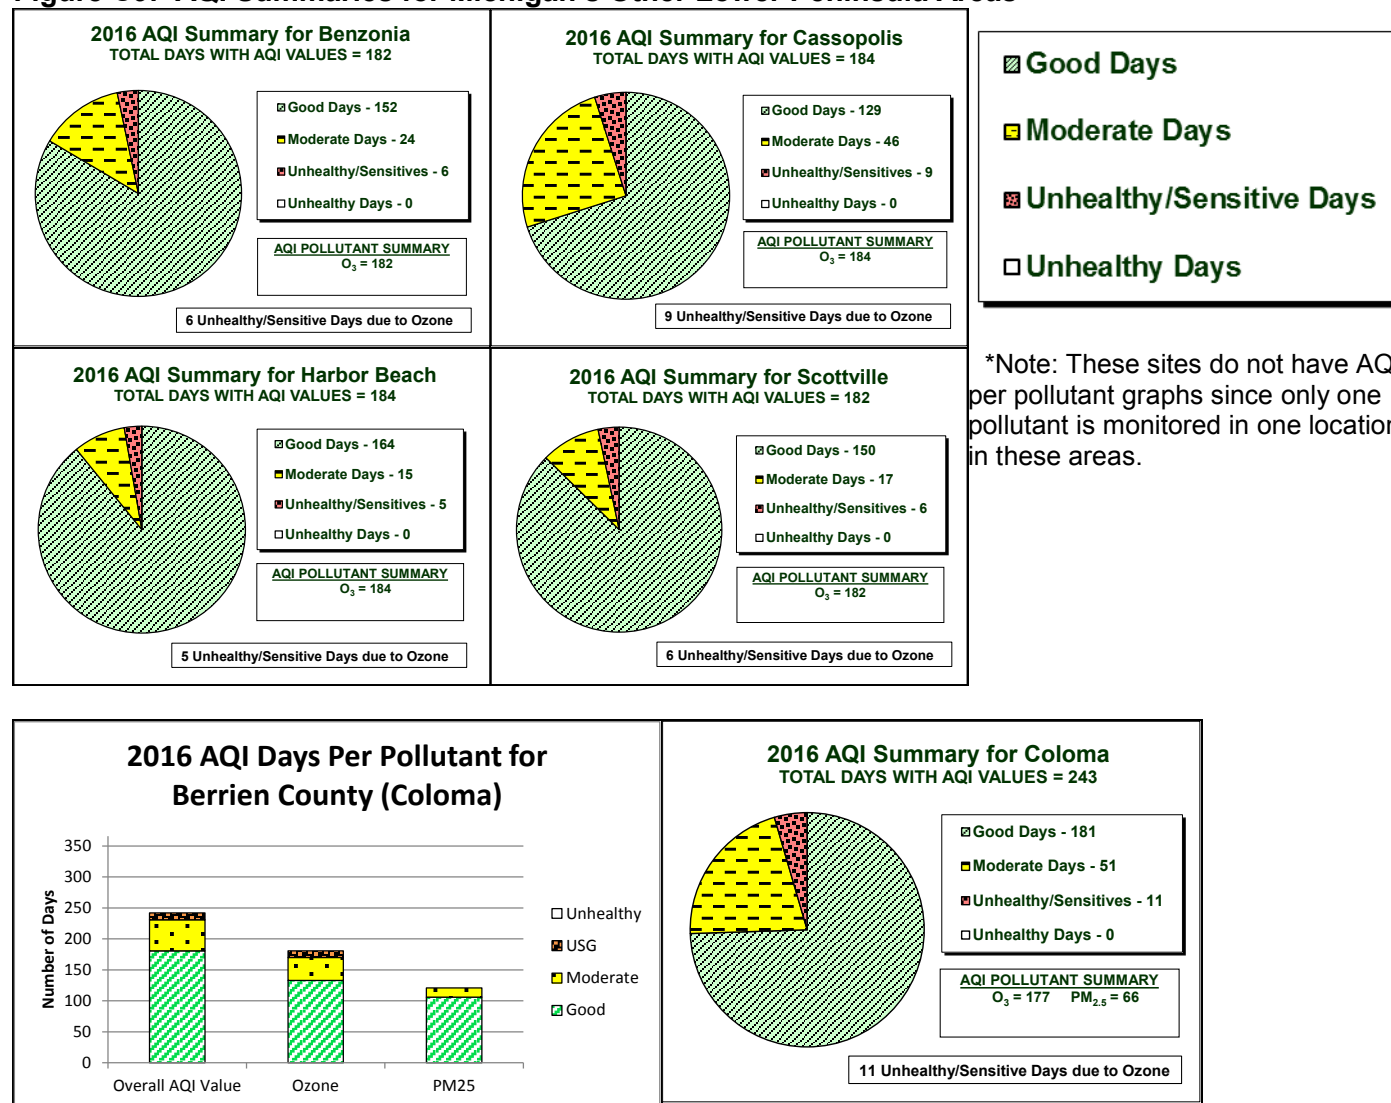 2016 AQI Summary for Benzonia
TOTAL DAYS WITH AQI VALUES = 182
Good Days - 152
Moderate Days - 24
Unhealthy/Sensitives - 6
Unhealthy Days - 0
AQI POLLUTANT SUMMARY
O3 = 182
6 Unhealthy/Sensitive Days due to Ozone
2016 AQI Summary for Cassopolis
TOTAL DAYS WITH AQI VALUES = 184
Good Days - 129
Moderate Days - 46
Unhealthy/Sensitives - 9
Unhealthy Days - 0
AQI POLLUTANT SUMMARY
O3 = 184
9 Unhealthy/Sensitive Days due to Ozone
Good Days
Moderate Days
Unhealthy/Sensitive Days
Unhealthy Days
2016 AQI Summary for Harbor Beach
TOTAL DAYS WITH AQI VALUES = 184
Good Days - 164
Moderate Days - 15
Unhealthy/Sensitives - 5
Unhealthy Days - 0
AQI POLLUTANT SUMMARY
O3 = 184
5 Unhealthy/Sensitive Days due to Ozone
2016 AQI Summary for Scottville
TOTAL DAYS WITH AQI VALUES = 182
Good Days - 150
Moderate Days - 17
Unhealthy/Sensitives - 6
Unhealthy Days - 0
AQI POLLUTANT SUMMARY
O3 = 182
6 Unhealthy/Sensitive Days due to Ozone
*Note: These sites do not have AQ
per pollutant graphs since only one
pollutant is monitored in one location
in these areas.
2016 AQI Days Per Pollutant for
Berrien County (Coloma)
Number of Days
350
300
250
200
150
100
50
0
Overall AQI Value
Ozone
PM25
Unhealthy
USG
Moderate
Good
2016 AQI Summary for Coloma
TOTAL DAYS WITH AQI VALUES = 243
Good Days - 181
Moderate Days - 51
Unhealthy/Sensitives - 11
Unhealthy Days - 0
AQI POLLUTANT SUMMARY
O3 = 177 PM2.5 = 66
11 Unhealthy/Sensitive Days due to Ozone